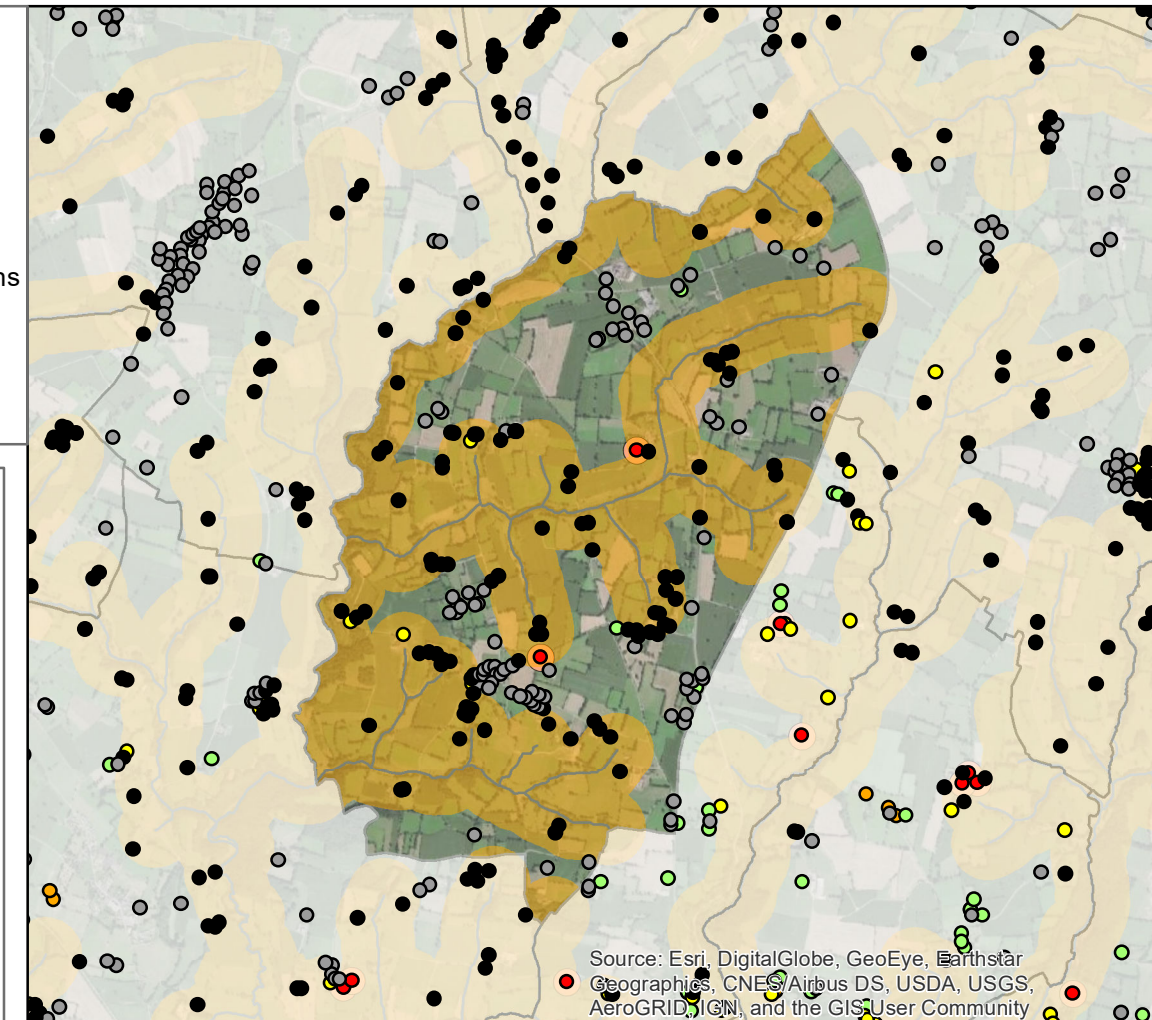 ns
Source: Esri, DigitalGlobe, GeoEye, Earthstar
Geographics, CNES/Airbus DS, USDA, USGS,
AeroGRID, IGN, and the GIS User Community